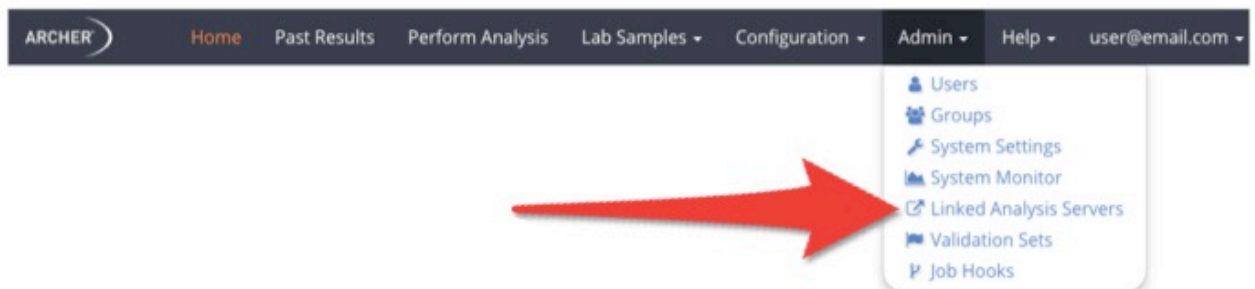 ARCHER Home Past Results Perform Analysis Lab Samples Configuration Admin Help user@email.com
Users
Groups
System Settings
System Monitor
Linked Analysis Servers
Validation Sets
Job Hooks